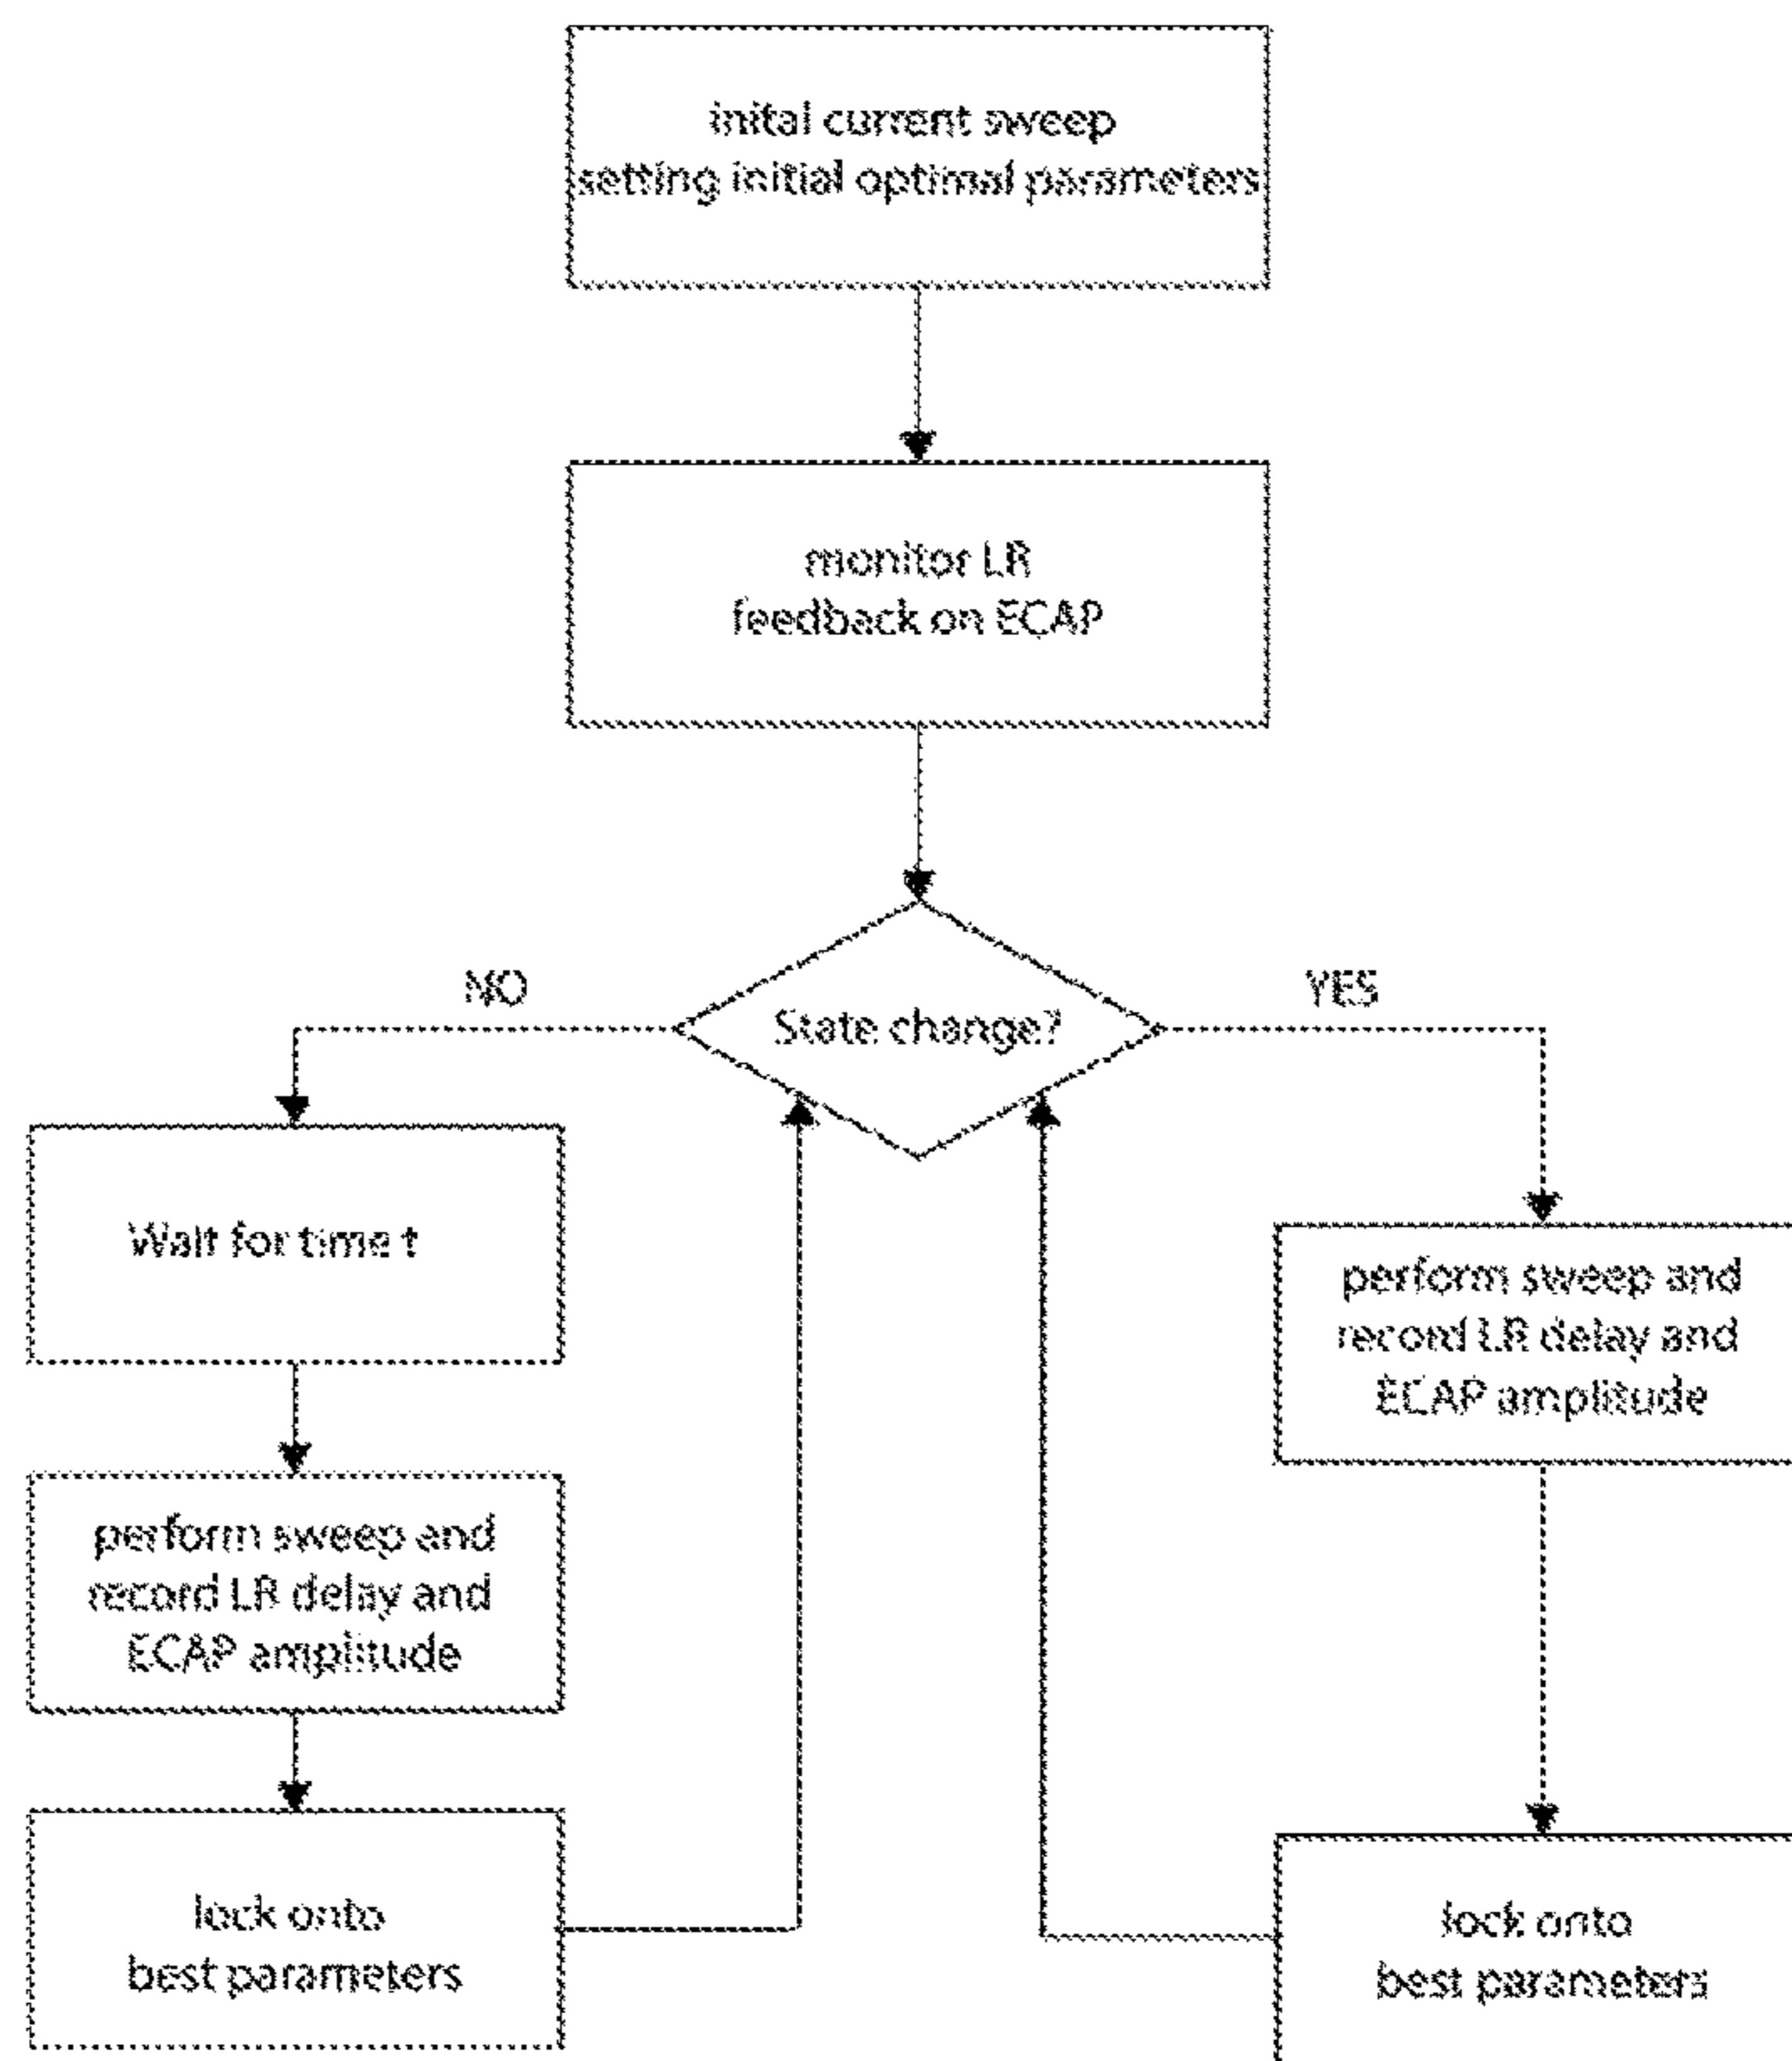 inital current sweep
setting initial optimal parameters
monitor LR
feedback on ECAP
NO
State change?
YES
Wait for time t
perform sweep and
record LR delay and
ECAP amplitude
perform sweep and
record LR delay and
ECAP amplitude
lock onto
best parameters
lock onto
best parameters